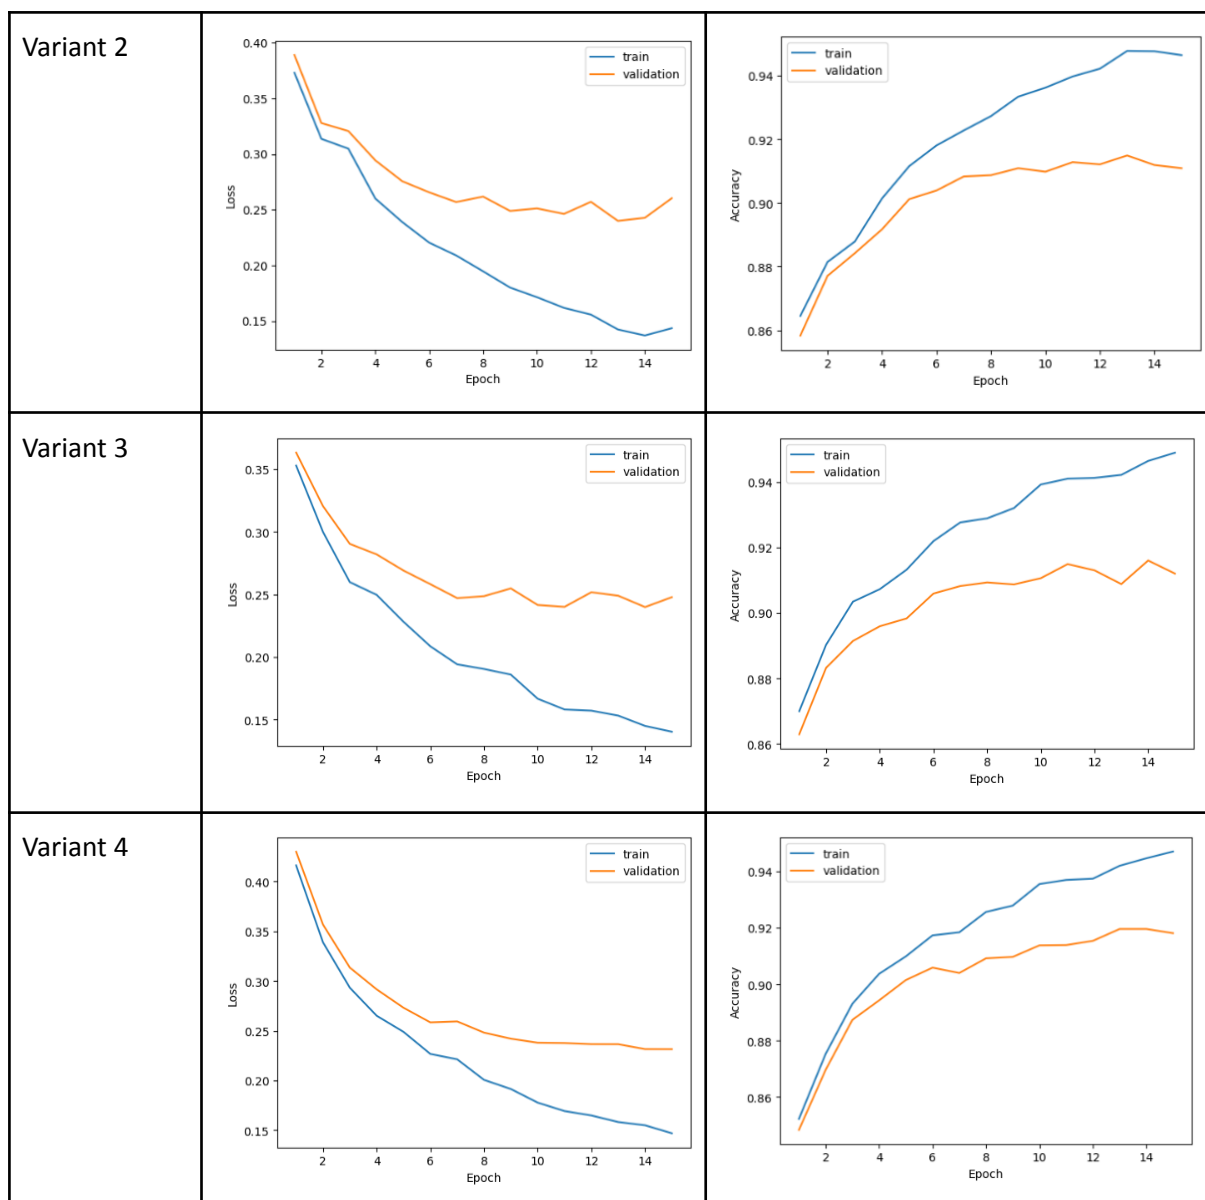 Variant 2
0.40
0.35
0.30
0.25
0.20
0.15
Loss
train
validation
2 4 6 8 10 12 14
Epoch
0.94
0.92
0.90
0.88
0.86
Accuracy
train
validation
2 4 6 8 10 12 14
Epoch
Variant 3
0.35
0.30
0.25
0.20
0.15
Loss
train
validation
2 4 6 8 10 12 14
Epoch
0.94
0.92
0.90
0.88
0.86
Accuracy
train
validation
2 4 6 8 10 12 14
Epoch
Variant 4
0.40
0.35
0.30
0.25
0.20
0.15
Loss
train
validation
2 4 6 8 10 12 14
Epoch
0.94
0.92
0.90
0.88
0.86
Accuracy
train
validation
2 4 6 8 10 12 14
Epoch